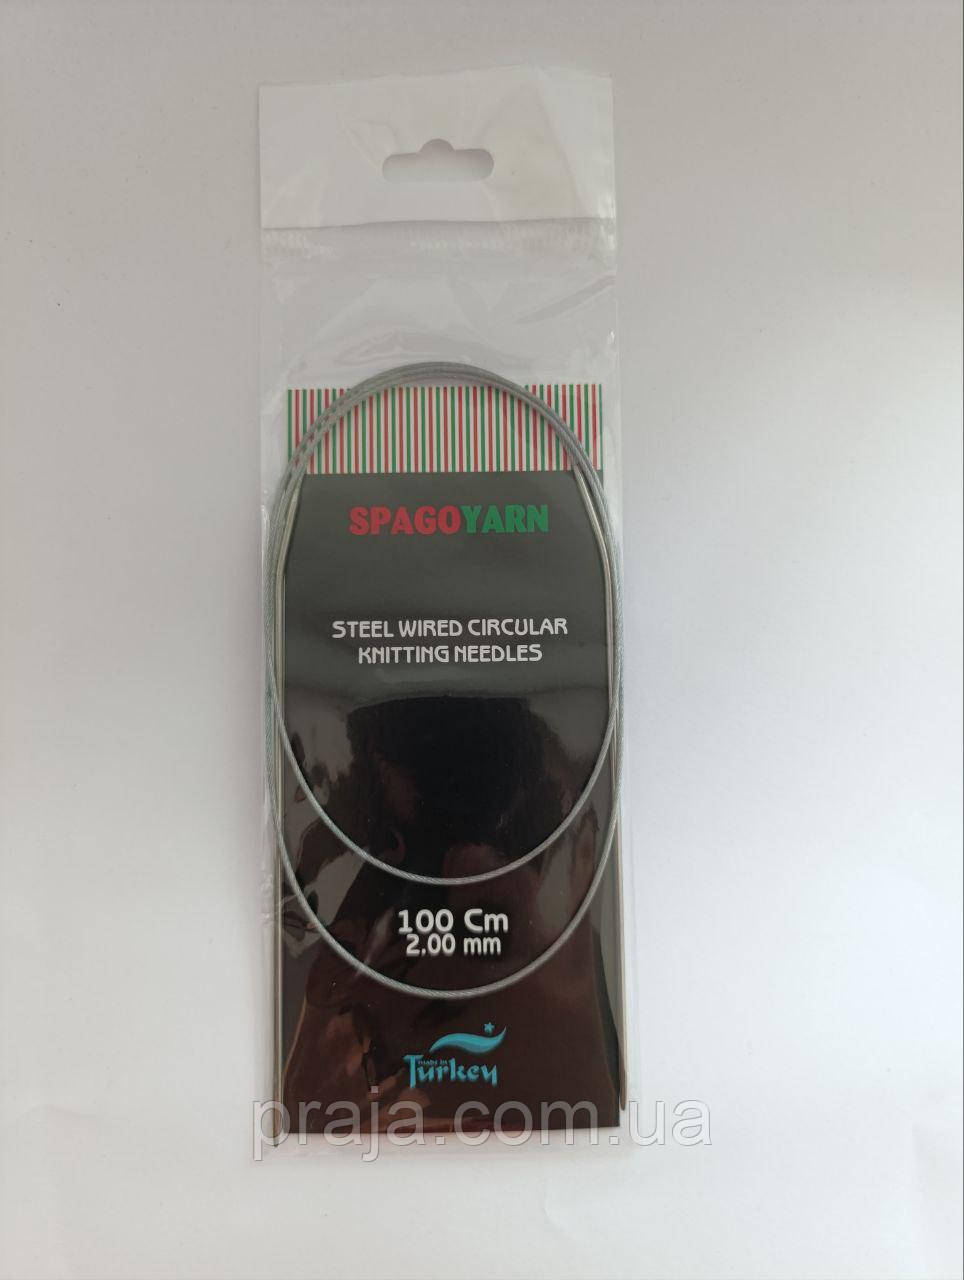 SPAGOYARN
STEEL WIRED CIRCULAR
KNITTING NEEDLES
100 Cm
2,00 mm
made in
Turkey
praja.com.ua